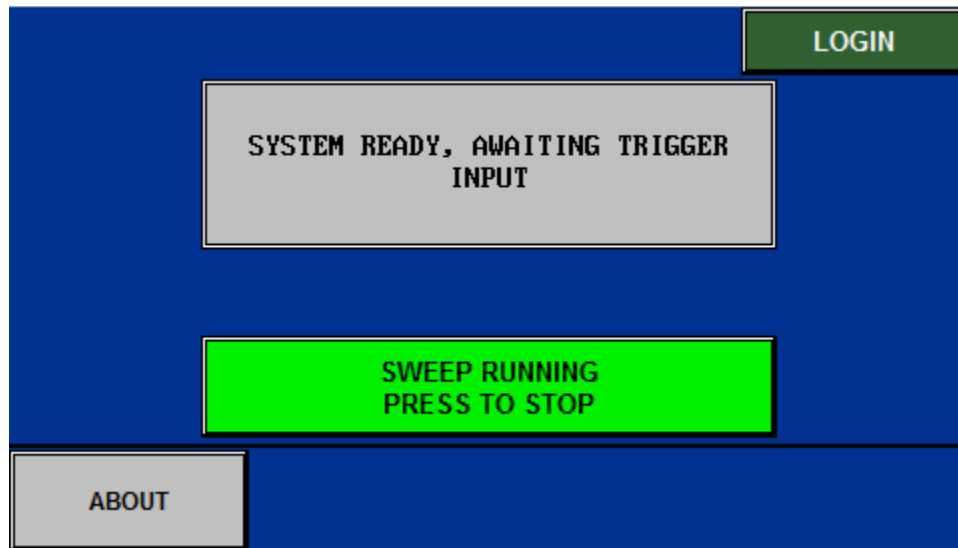 LOGIN
SYSTEM READY, AWAITING TRIGGER
INPUT
SWEEP RUNNING
PRESS TO STOP
ABOUT